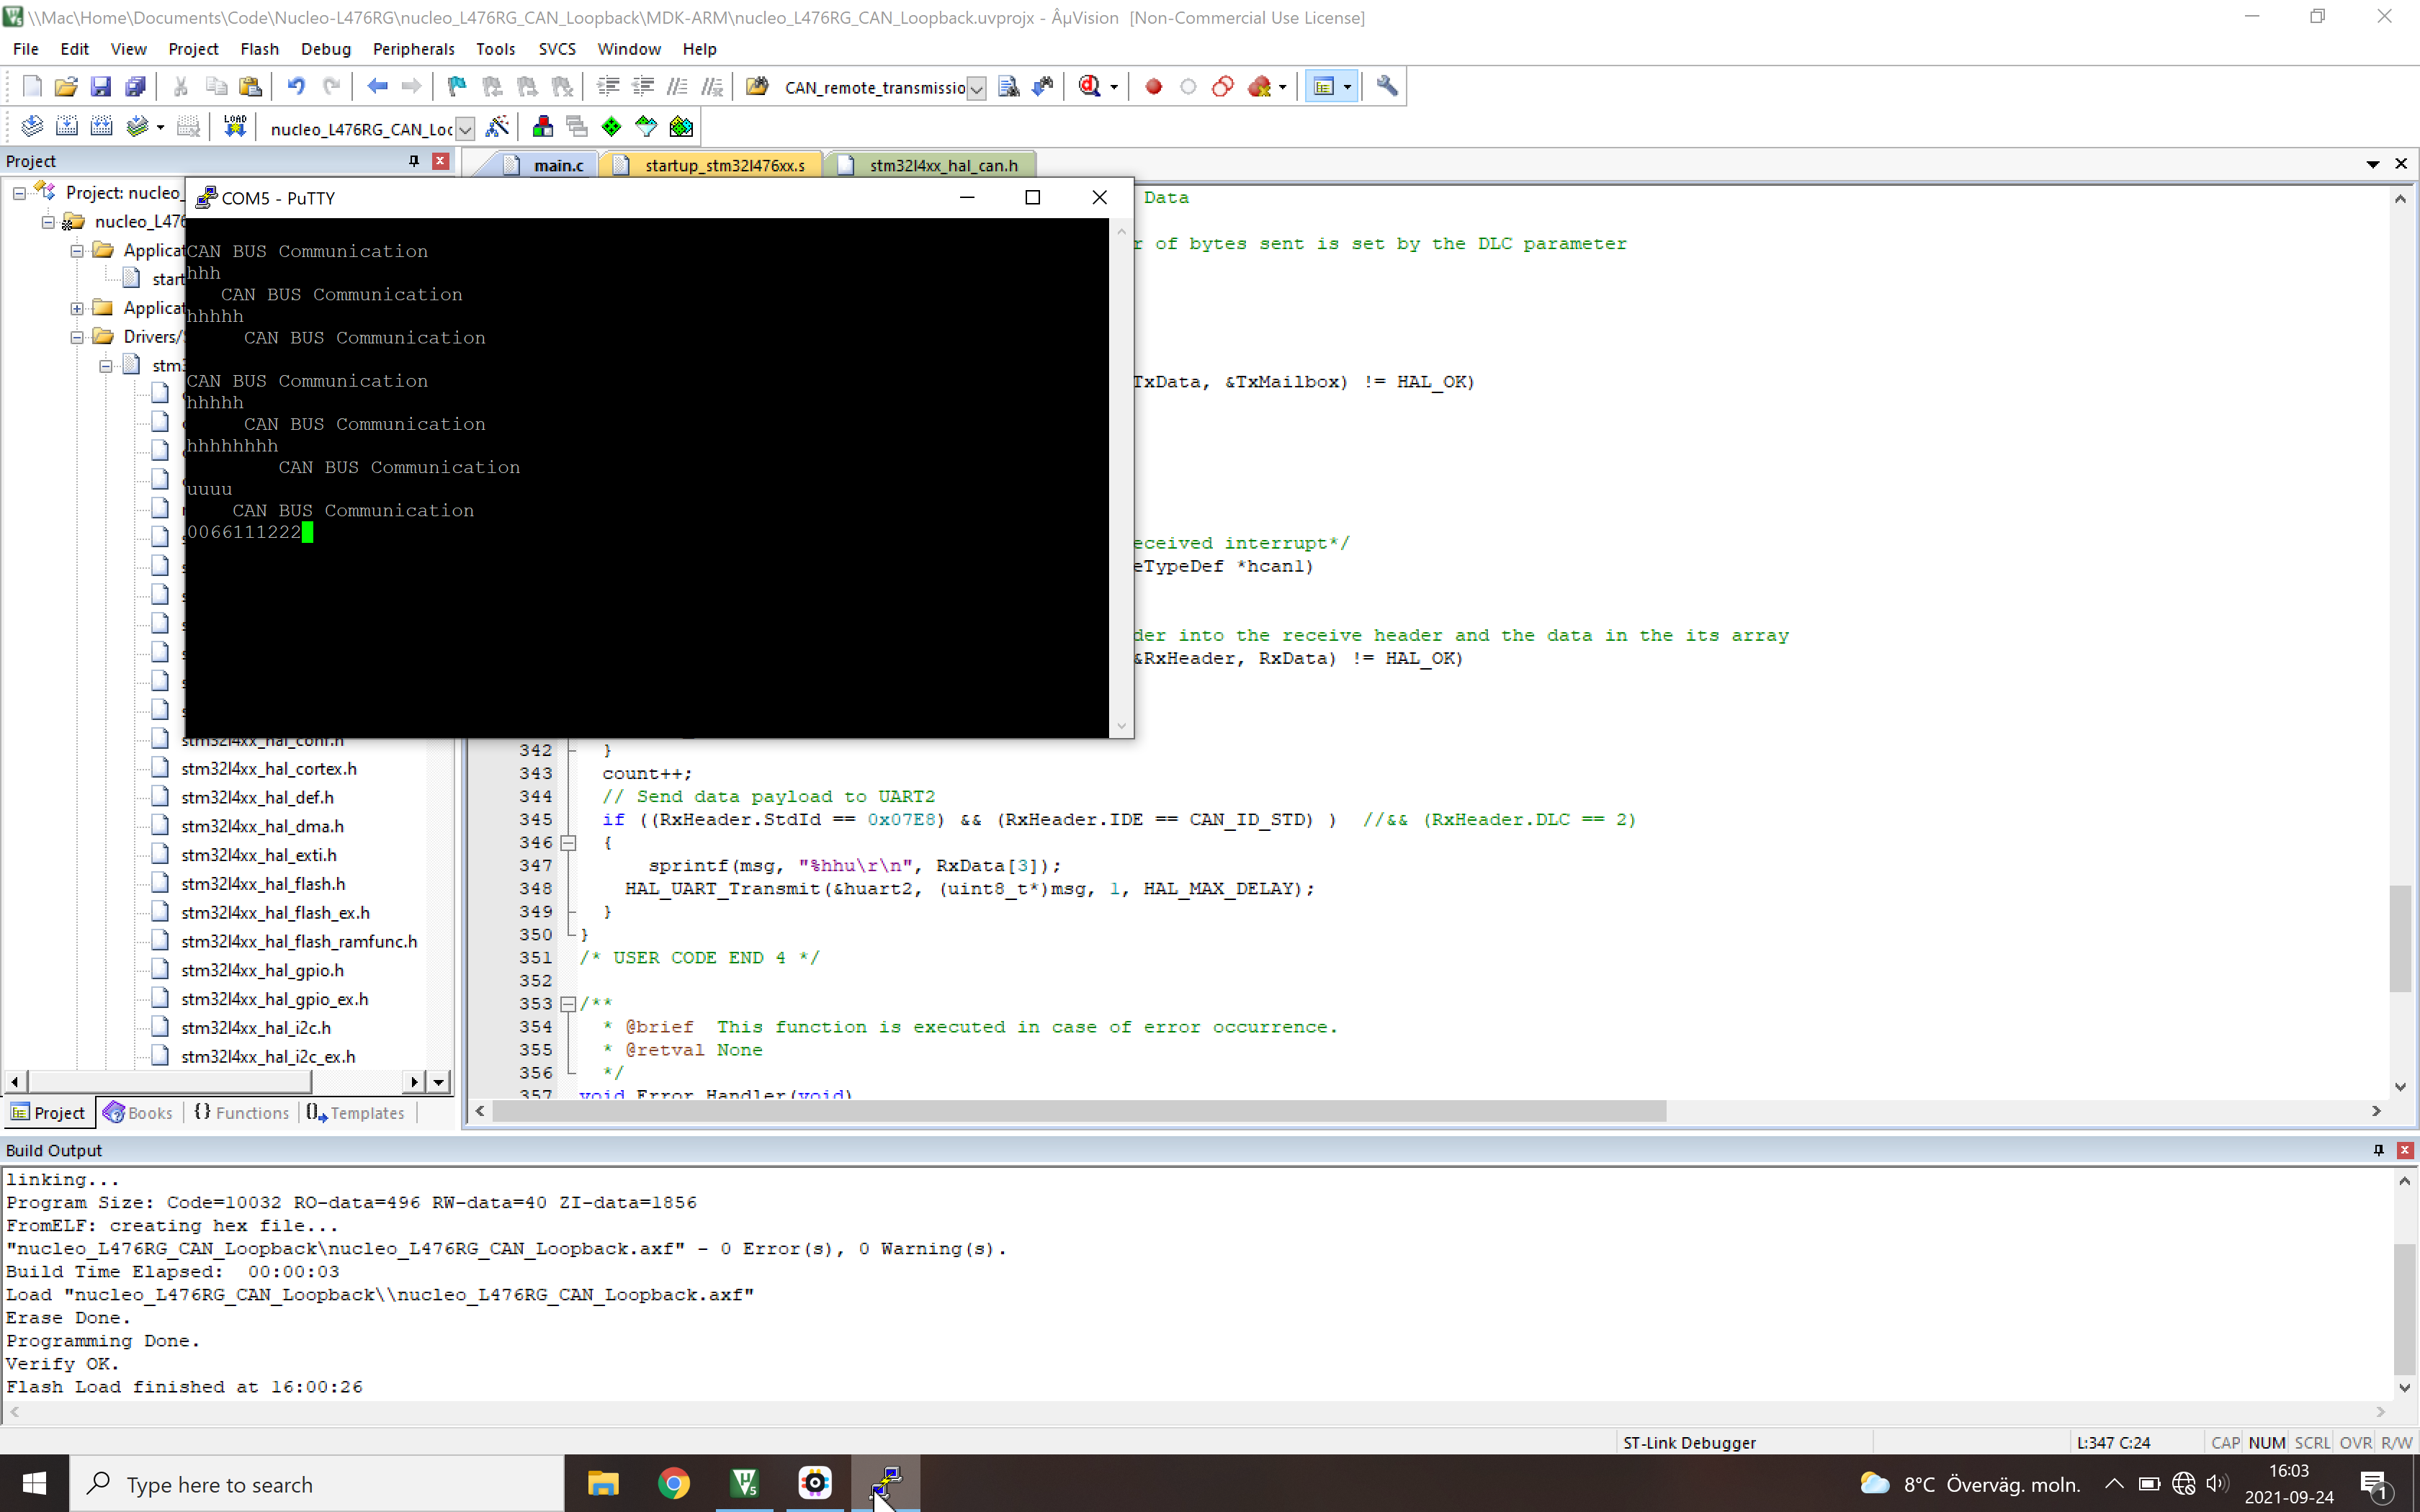 \\Mac\Home\Documents\Code\Nucleo-L476RG\nucleo_L476RG_CAN_Loopback\MDK-ARM\nucleo_L476RG_CAN_Loopback.uvprojx - ÂµVision  [Non-Commercial Use License]
File Edit View Project Flash Debug Peripherals Tools SVCS Window Help
CAN_remote_transmissio
LOAD nucleo_L476RG_CAN_Loc
Project
main.c startup_stm32l476xx.s stm32l4xx_hal_can.h
Project: nucleo_
nucleo_L476
Applicat
start
Applicat
Drivers/
stm3
stm32l4xx_hal_conf.h
stm32l4xx_hal_cortex.h
stm32l4xx_hal_def.h
stm32l4xx_hal_dma.h
stm32l4xx_hal_exti.h
stm32l4xx_hal_flash.h
stm32l4xx_hal_flash_ex.h
stm32l4xx_hal_flash_ramfunc.h
stm32l4xx_hal_gpio.h
stm32l4xx_hal_gpio_ex.h
stm32l4xx_hal_i2c.h
stm32l4xx_hal_i2c_ex.h
Project Books {} Functions Templates
COM5 - PuTTY
CAN BUS Communication
hhh
CAN BUS Communication
hhhhh
CAN BUS Communication
CAN BUS Communication
hhhhh
CAN BUS Communication
hhhhhhhh
CAN BUS Communication
uuuu
CAN BUS Communication
0066111222
Data
r of bytes sent is set by the DLC parameter
TxData, &TxMailbox) != HAL_OK)
eceived interrupt*/
eTypeDef *hcan1)
der into the receive header and the data in the its array
&RxHeader, RxData) != HAL_OK)
342 }
343 count++;
344 // Send data payload to UART2
345 if ((RxHeader.StdId == 0x07E8) && (RxHeader.IDE == CAN_ID_STD) )  //&& (RxHeader.DLC == 2)
346 {
347 sprintf(msg, "%hhu\r\n", RxData[3]);
348 HAL_UART_Transmit(&huart2, (uint8_t*)msg, 1, HAL_MAX_DELAY);
349 }
350 }
351 /* USER CODE END 4 */
352
353 /**
354 * @brief  This function is executed in case of error occurrence.
355 * @retval None
356 */
357 void Error_Handler(void)
Build Output
linking...
Program Size: Code=10032 RO-data=496 RW-data=40 ZI-data=1856
FromELF: creating hex file...
"nucleo_L476RG_CAN_Loopback\nucleo_L476RG_CAN_Loopback.axf" - 0 Error(s), 0 Warning(s).
Build Time Elapsed:  00:00:03
Load "nucleo_L476RG_CAN_Loopback\\nucleo_L476RG_CAN_Loopback.axf"
Erase Done.
Programming Done.
Verify OK.
Flash Load finished at 16:00:26
ST-Link Debugger L:347 C:24 CAP NUM SCRL OVR R/W
Type here to search
8°C Överväg. moln.
16:03
2021-09-24
1